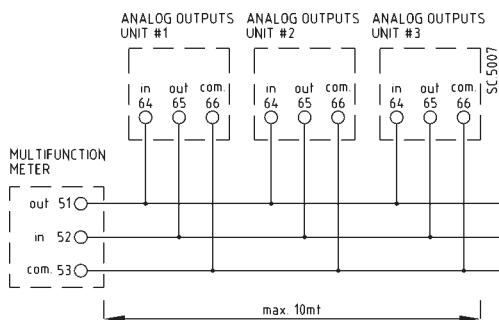 ANALOG OUTPUTS ANALOG OUTPUTS ANALOG OUTPUTS
UNIT #1 UNIT #2 UNIT #3
in out com. in out com. in out com.
64 65 66 64 65 66 64 65 66
SC 5007
MULTIFUNCTION
METER
out 51
in 52
com. 53
max. 10mt